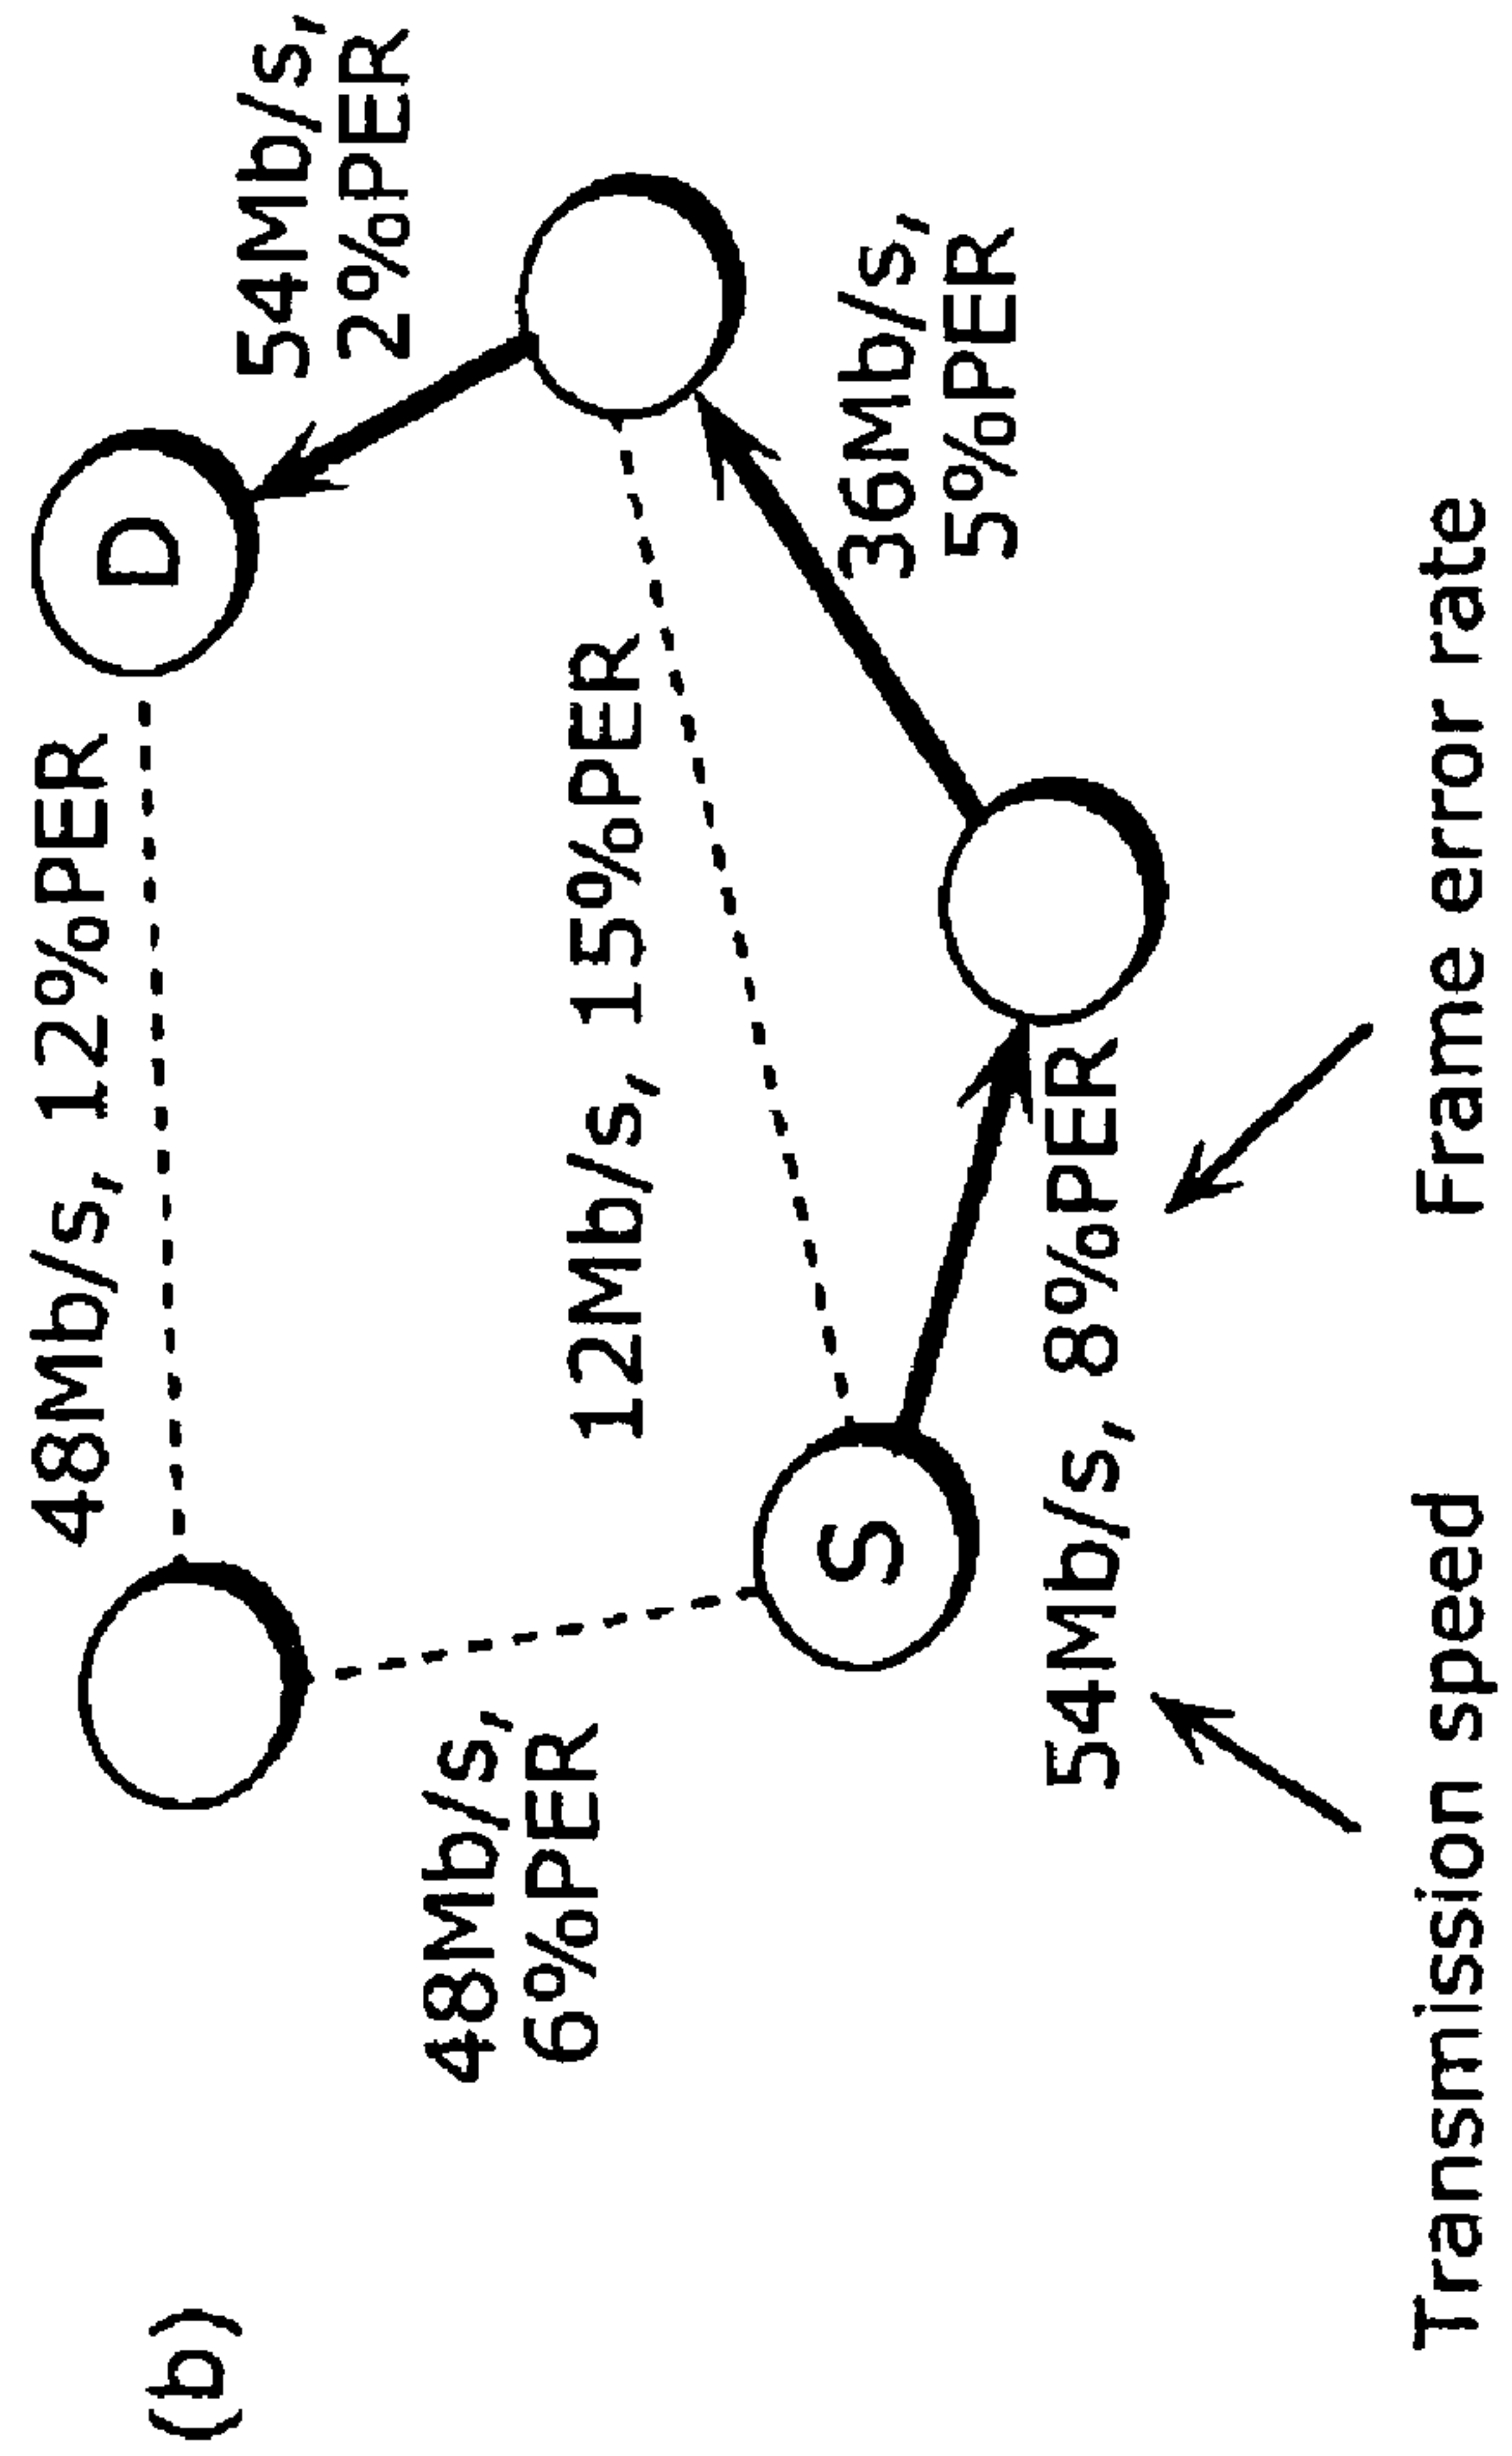 (b)
48Mb/s, 12%PER
D
54Mb/s,
2%PER
48Mb/s,
6%PER
12Mb/s, 15%PER
S
36Mb/s,
5%PER
54Mb/s, 8%PER
Transmission speed
Frame error rate